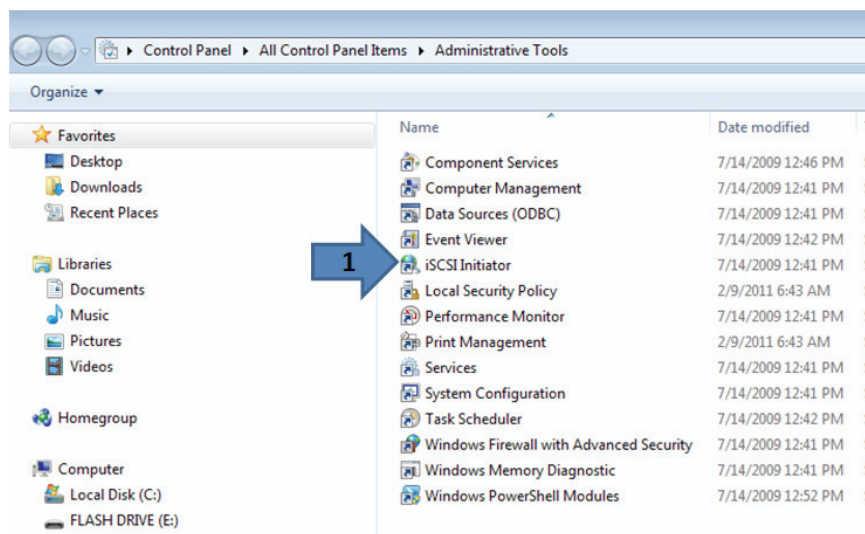 Control Panel ▸ All Control Panel Items ▸ Administrative Tools
Organize ▾
Favorites
Desktop
Downloads
Recent Places
Libraries
Documents
Music
Pictures
Videos
Homegroup
Computer
Local Disk (C:)
FLASH DRIVE (E:)
1
Name Date modified
Component Services 7/14/2009 12:46 PM
Computer Management 7/14/2009 12:41 PM
Data Sources (ODBC) 7/14/2009 12:41 PM
Event Viewer 7/14/2009 12:42 PM
iSCSI Initiator 7/14/2009 12:41 PM
Local Security Policy 2/9/2011 6:43 AM
Performance Monitor 7/14/2009 12:41 PM
Print Management 2/9/2011 6:43 AM
Services 7/14/2009 12:41 PM
System Configuration 7/14/2009 12:41 PM
Task Scheduler 7/14/2009 12:42 PM
Windows Firewall with Advanced Security 7/14/2009 12:41 PM
Windows Memory Diagnostic 7/14/2009 12:41 PM
Windows PowerShell Modules 7/14/2009 12:52 PM